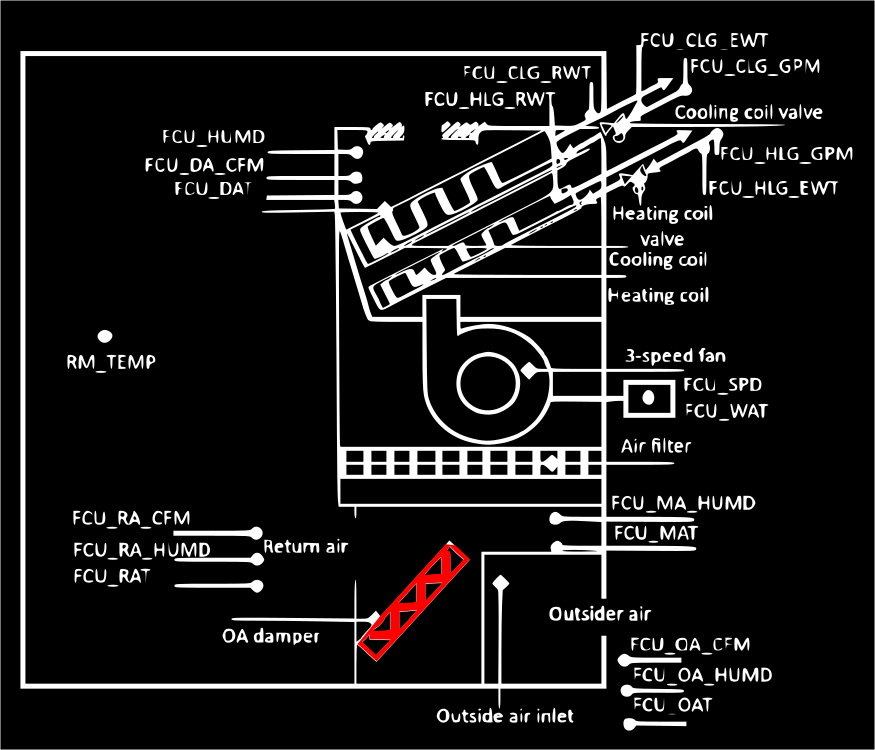 FCU_CLG_EWT
FCU_CLG_RWT
FCU_CLG_GPM
FCU_HLG_RWT
Cooling coil valve
FCU_HUMD
FCU_DA_CFM
FCU_HLG_GPM
FCU_DAT
FCU_HLG_EWT
Heating coil
valve
Cooling coil
Heating coil
RM_TEMP
3-speed fan
FCU_SPD
FCU_WAT
Air filter
FCU_RA_CFM
FCU_MA_HUMD
FCU_RA_HUMD
Return air
FCU_MAT
FCU_RAT
Outsider air
OA damper
FCU_OA_CFM
FCU_OA_HUMD
FCU_OAT
Outside air inlet